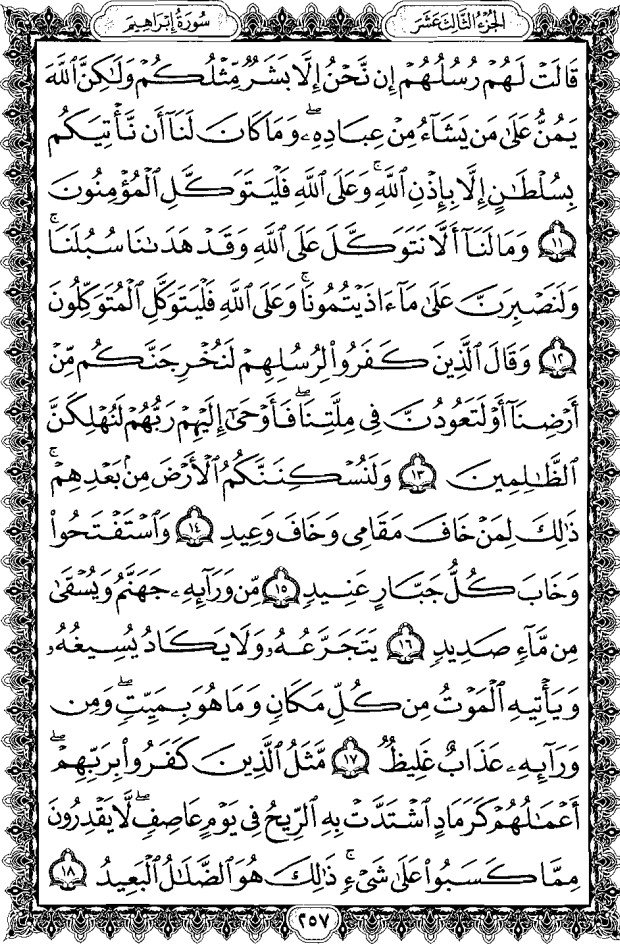 الجزء الثالث عشر
سورة إبراهيم
قَالَتْ لَهُمْ رُسُلُهُمْ إِن نَّحْنُ إِلَّا بَشَرٌ مِّثْلُكُمْ وَلَٰكِنَّ ٱللَّهَ
يَمُنُّ عَلَىٰ مَن يَشَآءُ مِنْ عِبَادِهِۦ ۖ وَمَا كَانَ لَنَآ أَن نَّأْتِيَكُم
بِسُلْطَٰنٍ إِلَّا بِإِذْنِ ٱللَّهِ ۚ وَعَلَى ٱللَّهِ فَلْيَتَوَكَّلِ ٱلْمُؤْمِنُونَ
١١ وَمَا لَنَآ أَلَّا نَتَوَكَّلَ عَلَى ٱللَّهِ وَقَدْ هَدَىٰنَا سُبُلَنَا ۚ
وَلَنَصْبِرَنَّ عَلَىٰ مَآ ءَاذَيْتُمُونَا ۚ وَعَلَى ٱللَّهِ فَلْيَتَوَكَّلِ ٱلْمُتَوَكِّلُونَ
١٢ وَقَالَ ٱلَّذِينَ كَفَرُوا۟ لِرُسُلِهِمْ لَنُخْرِجَنَّكُم مِّنْ
أَرْضِنَآ أَوْ لَتَعُودُنَّ فِى مِلَّتِنَا ۖ فَأَوْحَىٰٓ إِلَيْهِمْ رَبُّهُمْ لَنُهْلِكَنَّ
ٱلظَّٰلِمِينَ ١٣ وَلَنُسْكِنَنَّكُمُ ٱلْأَرْضَ مِنۢ بَعْدِهِمْ ۚ
ذَٰلِكَ لِمَنْ خَافَ مَقَامِى وَخَافَ وَعِيدِ ١٤ وَٱسْتَفْتَحُوا۟
وَخَابَ كُلُّ جَبَّارٍ عَنِيدٍ ١٥ مِّن وَرَآئِهِۦ جَهَنَّمُ وَيُسْقَىٰ
مِن مَّآءٍ صَدِيدٍ ١٦ يَتَجَرَّعُهُۥ وَلَا يَكَادُ يُسِيغُهُۥ
وَيَأْتِيهِ ٱلْمَوْتُ مِن كُلِّ مَكَانٍ وَمَا هُوَ بِمَيِّتٍ ۖ وَمِن
وَرَآئِهِۦ عَذَابٌ غَلِيظٌ ١٧ مَّثَلُ ٱلَّذِينَ كَفَرُوا۟ بِرَبِّهِمْ ۖ
أَعْمَٰلُهُمْ كَرَمَادٍ ٱشْتَدَّتْ بِهِ ٱلرِّيحُ فِى يَوْمٍ عَاصِفٍ ۖ لَّا يَقْدِرُونَ
مِمَّا كَسَبُوا۟ عَلَىٰ شَىْءٍ ۚ ذَٰلِكَ هُوَ ٱلضَّلَٰلُ ٱلْبَعِيدُ ١٨
٢٥٧